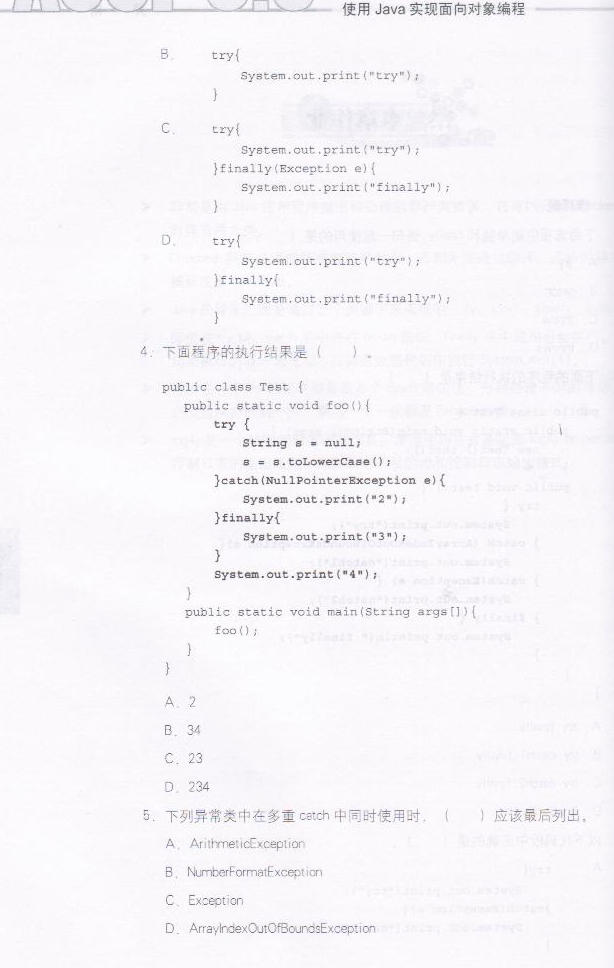 使用 Java 实现面向对象编程
B. try{
System.out.print("try");
}
C. try{
System.out.print("try");
}finally(Exception e){
System.out.print("finally");
}
D. try{
System.out.print("try");
}finally{
System.out.print("finally");
}
4. 下面程序的执行结果是（ ）。
public class Test {
public static void foo(){
try {
String s = null;
s = s.toLowerCase();
}catch(NullPointerException e){
System.out.print("2");
}finally{
System.out.print("3");
}
System.out.print("4");
}
public static void main(String args[]){
foo();
}
}
A. 2
B. 34
C. 23
D. 234
5. 下列异常类中在多重 catch 中同时使用时，（ ）应该最后列出。
A. ArithmeticException
B. NumberFormatException
C. Exception
D. ArrayIndexOutOfBoundsException